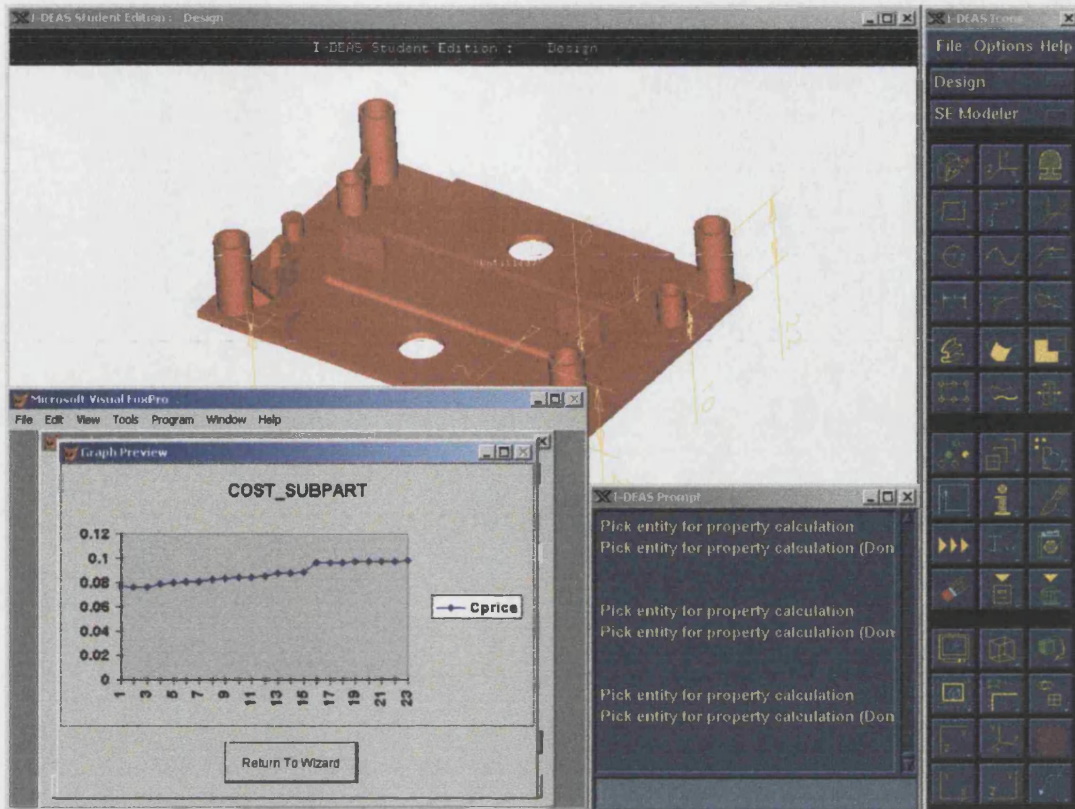 I-DEAS Student Edition : Design
I-DEAS Student Edition : Design
I-DEAS Icons
File Options Help
Design
SE Modeler
Microsoft Visual FoxPro
File Edit View Tools Program Window Help
Graph Preview
COST_SUBPART
0.12
0.1
0.08
0.06
0.04
0.02
0
1 3 5 7 9 11 13 15 17 19 21 23
Cprice
Return To Wizard
I-DEAS Prompt
Pick entity for property calculation
Pick entity for property calculation (Don
Pick entity for property calculation
Pick entity for property calculation (Don
Pick entity for property calculation
Pick entity for property calculation (Don